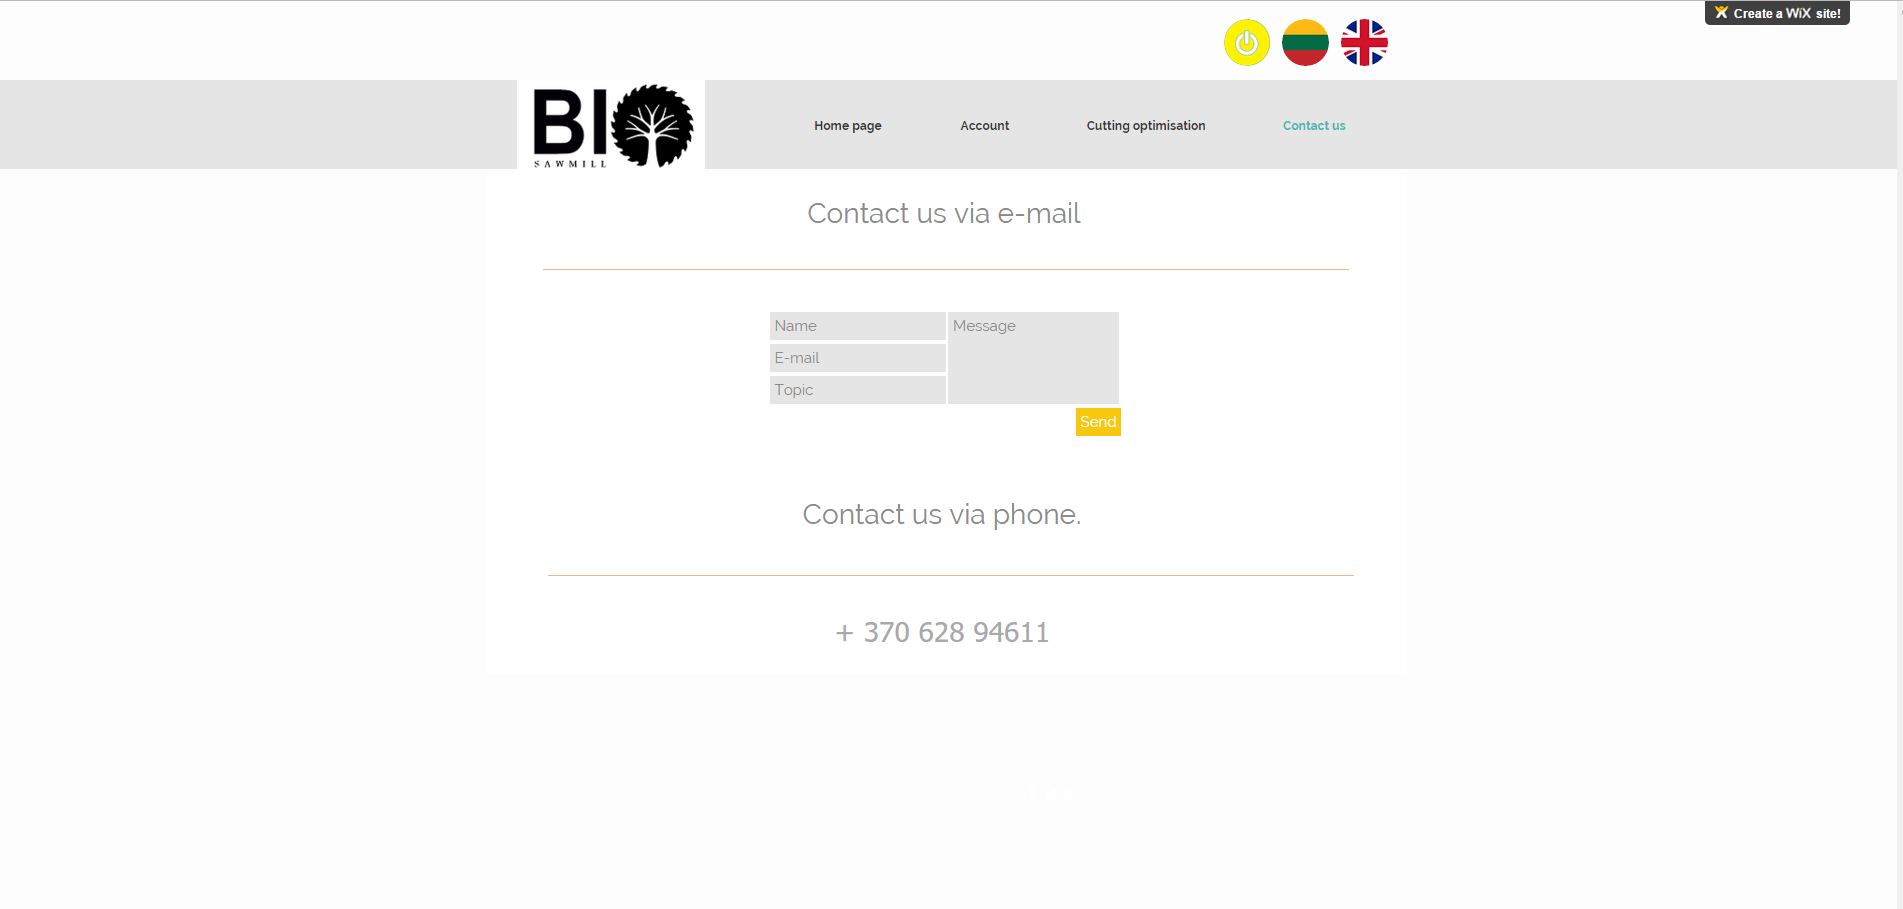 Create a WiX site!
BIO
SAWMILL
Home page
Account
Cutting optimisation
Contact us
Contact us via e-mail
Name
Message
E-mail
Topic
Send
Contact us via phone.
+ 370 628 94611